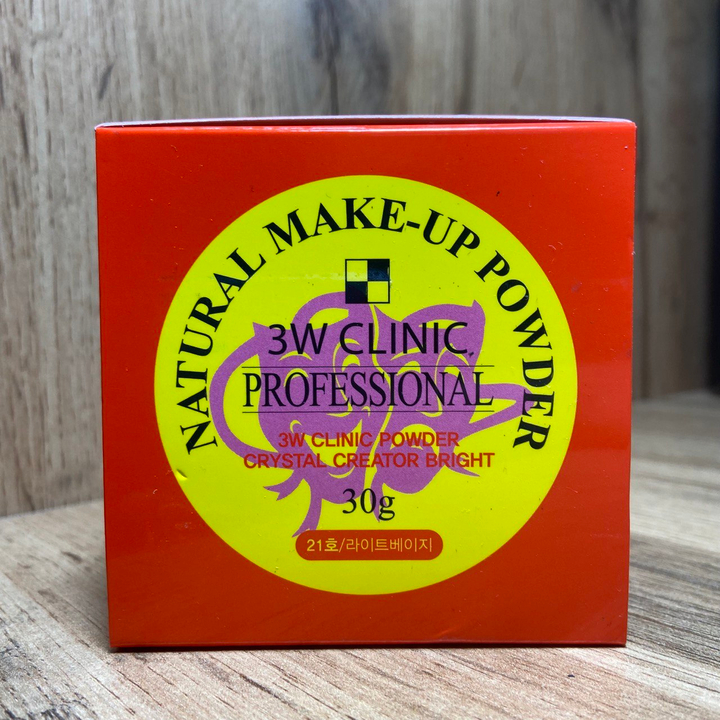 NATURAL MAKE-UP POWDER
3W CLINIC
PROFESSIONAL
3W CLINIC POWDER
CRYSTAL CREATOR BRIGHT
30g
21호/라이트베이지